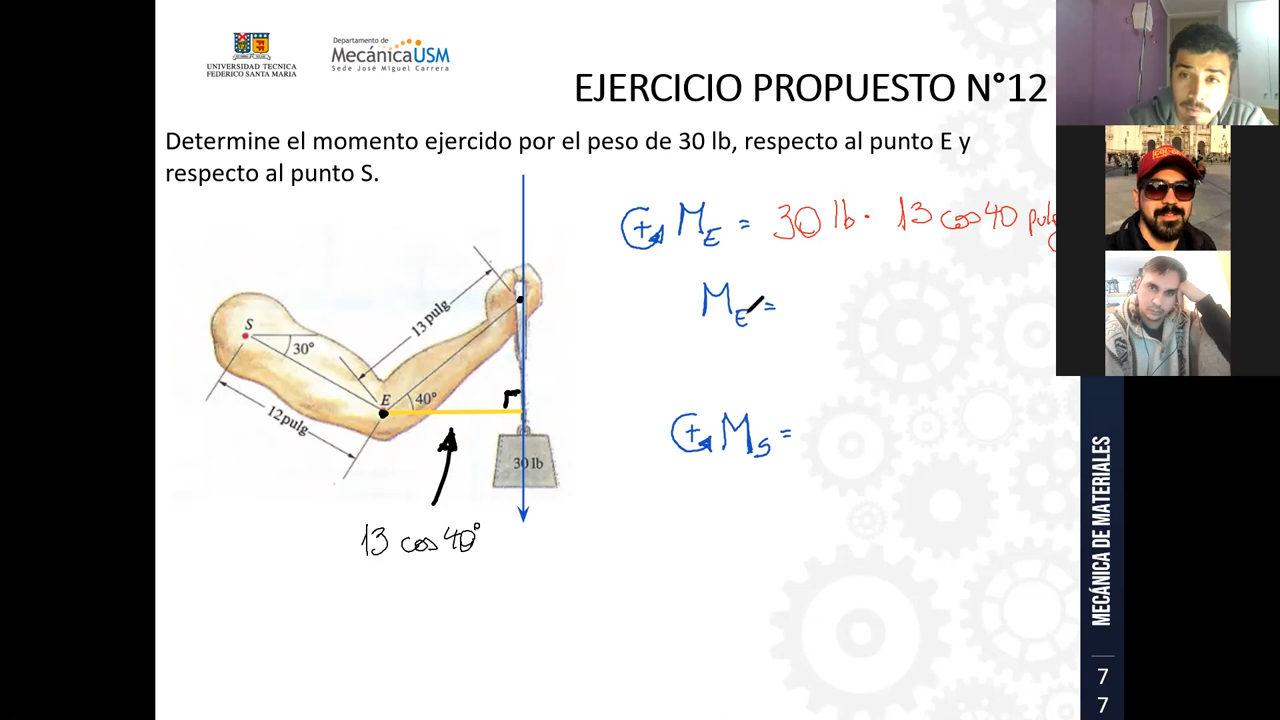 UNIVERSIDAD TECNICA
FEDERICO SANTA MARIA
Departamento de
MecánicaUSM
Sede José Miguel Carrera
EJERCICIO PROPUESTO N°12
Determine el momento ejercido por el peso de 30 lb, respecto al punto E y
respecto al punto S.
+ M_E = 30 lb · 13 cos 40 pulg
M_E =
+ M_S =
S
30°
13 pulg
E
40°
12 pulg
30 lb
13 cos 40°
MECÁNICA DE MATERIALES
7
7